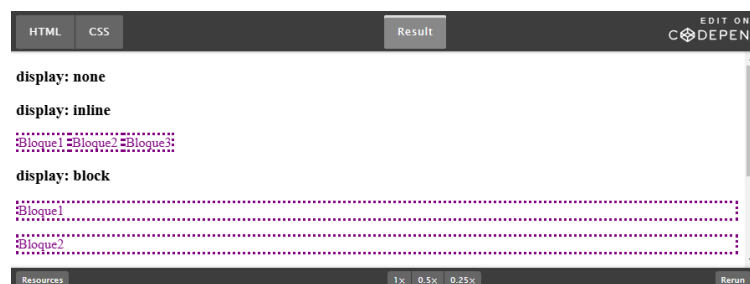 HTML CSS Result EDIT ON
CODEPEN
display: none
display: inline
Bloque1 Bloque2 Bloque3
display: block
Bloque1
Bloque2
Resources 1× 0.5× 0.25× Rerun